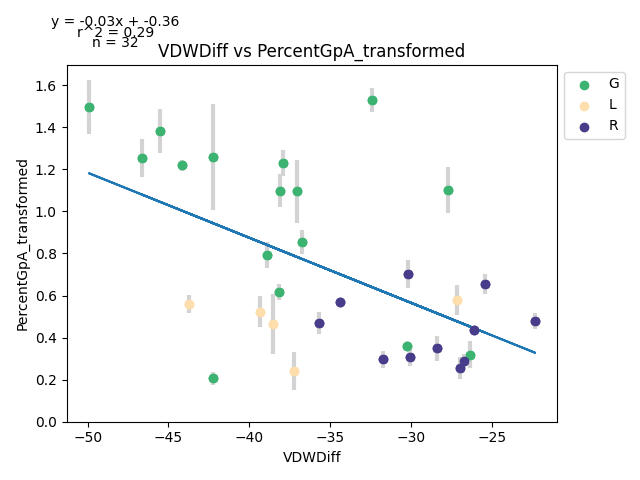 y = -0.03x + -0.36
r^2 = 0.29
n = 32
VDWDiff vs PercentGpA_transformed
G
L
R
PercentGpA_transformed
1.6
1.4
1.2
1.0
0.8
0.6
0.4
0.2
0.0
−50
−45
−40
−35
−30
−25
VDWDiff